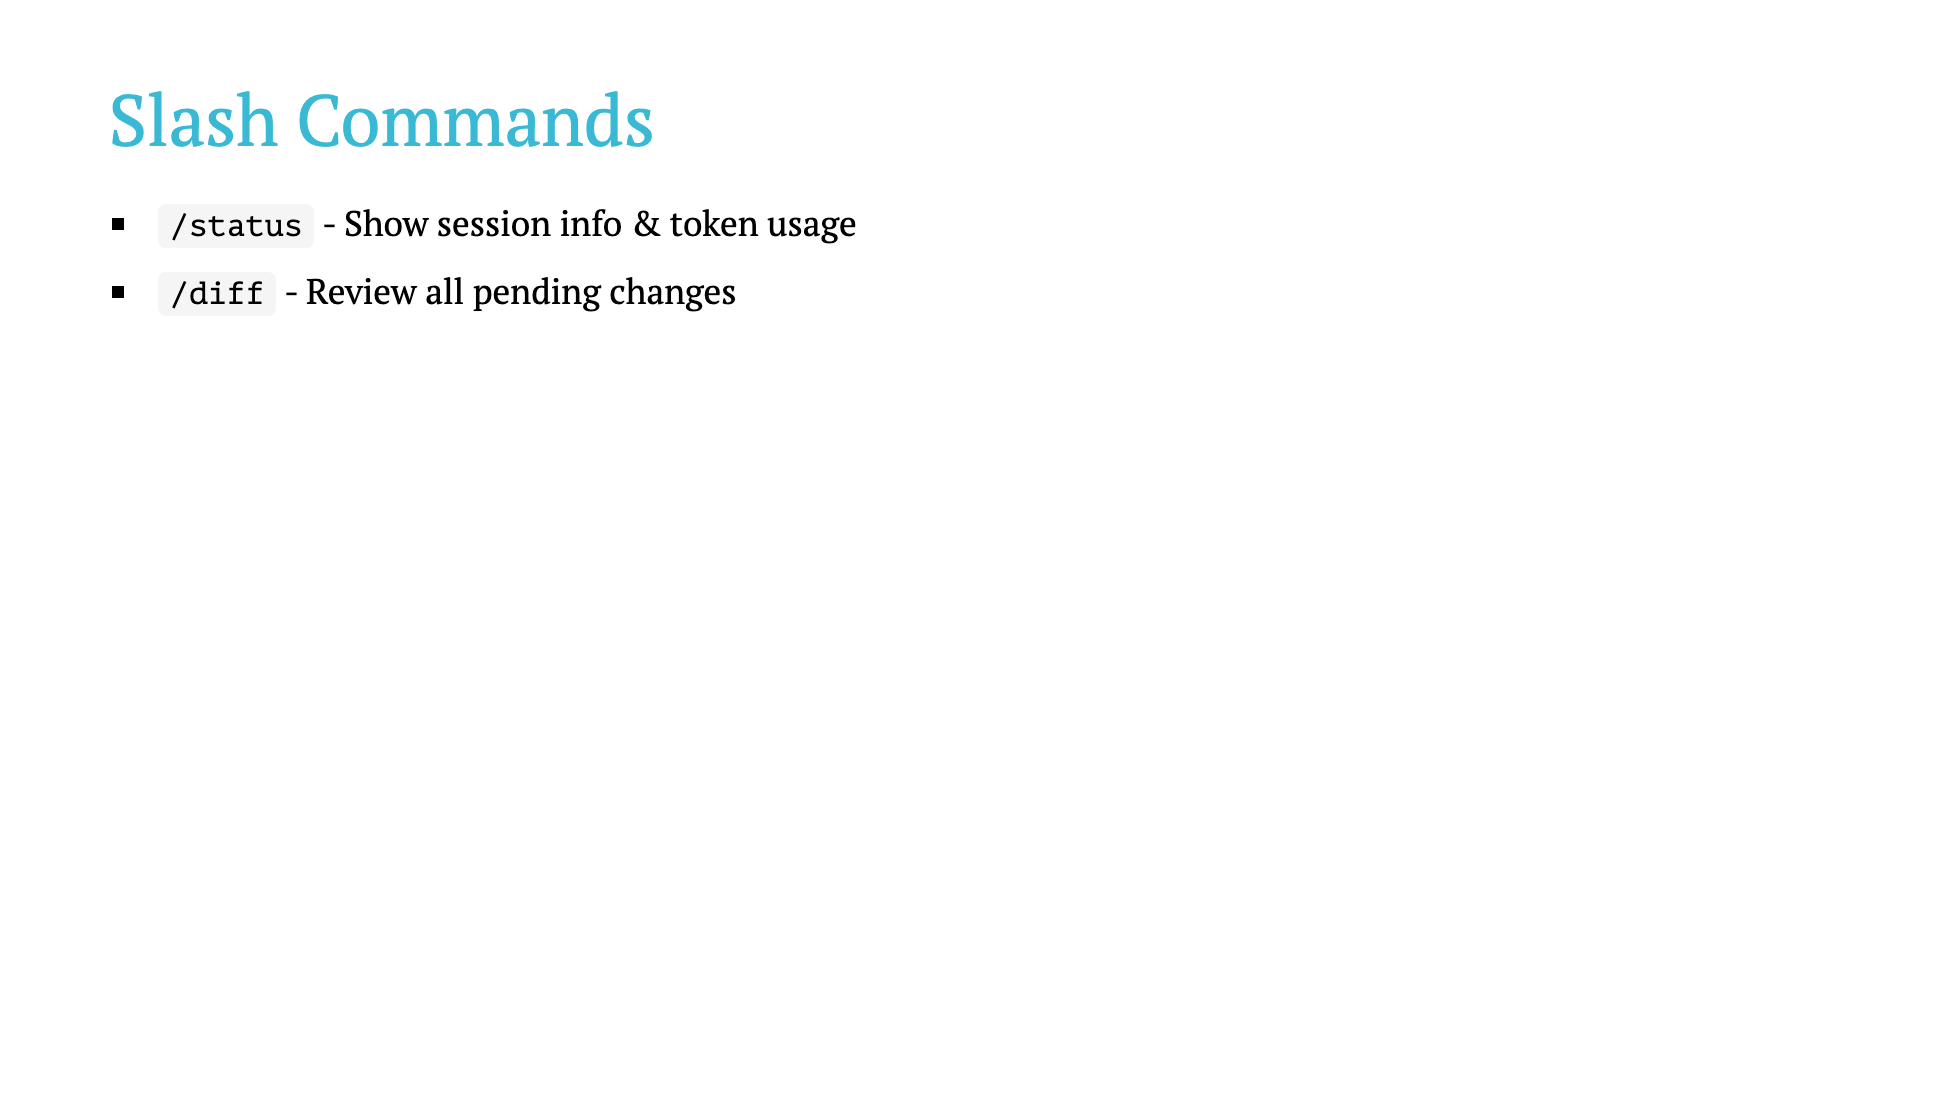 Slash Commands
/status - Show session info & token usage
/diff - Review all pending changes